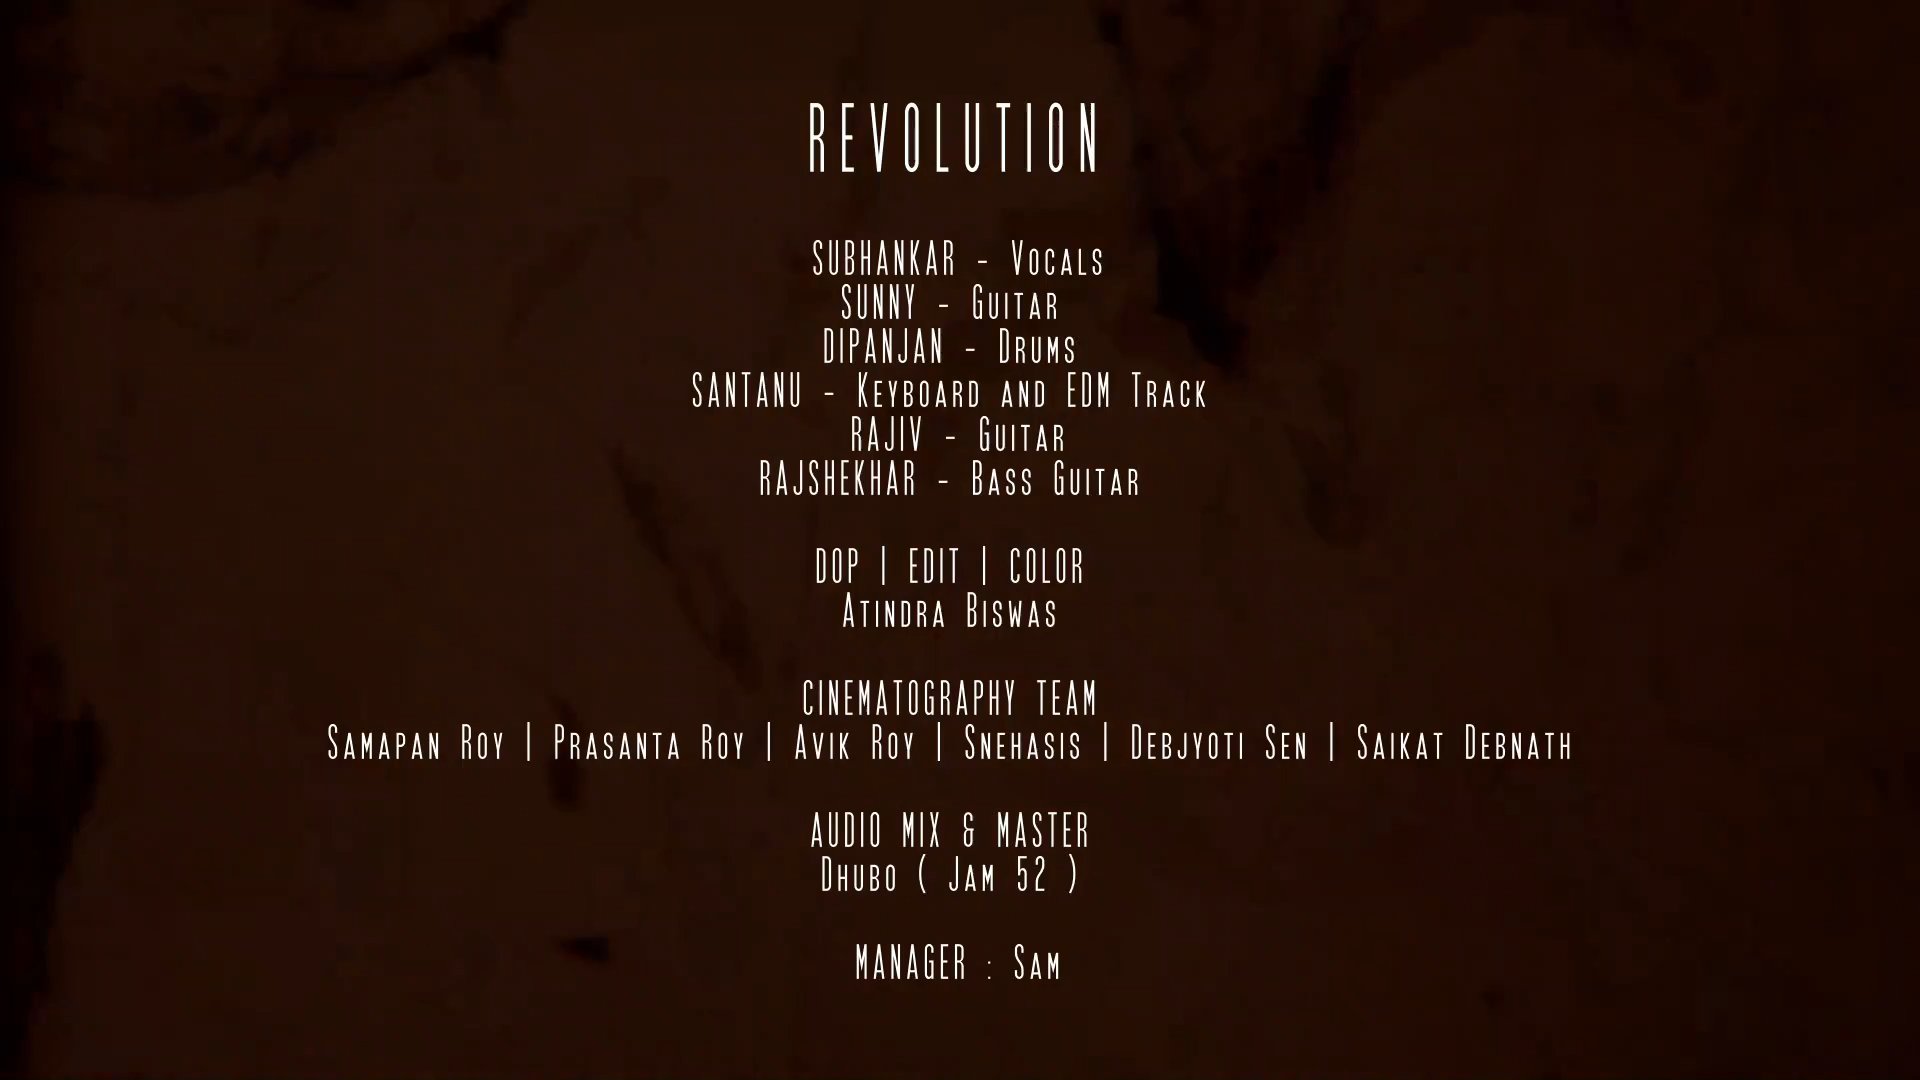 REVOLUTION
SUBHANKAR - Vocals
SUNNY - Guitar
DIPANJAN - Drums
SANTANU - Keyboard and EDM Track
RAJIV - Guitar
RAJSHEKHAR - Bass Guitar
DOP | EDIT | COLOR
Atindra Biswas
CINEMATOGRAPHY TEAM
Samapan Roy | Prasanta Roy | Avik Roy | Snehasis | Debjyoti Sen | Saikat Debnath
AUDIO MIX & MASTER
Dhubo ( Jam 52 )
MANAGER : Sam